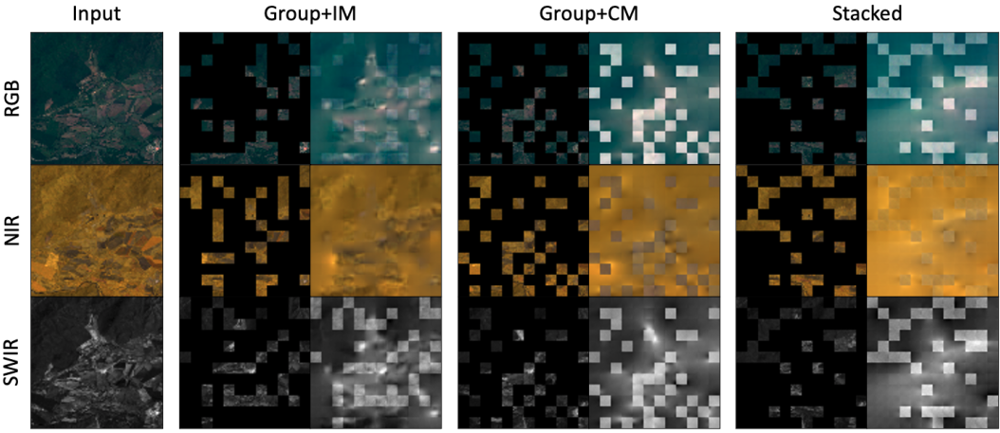 Input Group+IM Group+CM Stacked
RGB
NIR
SWIR